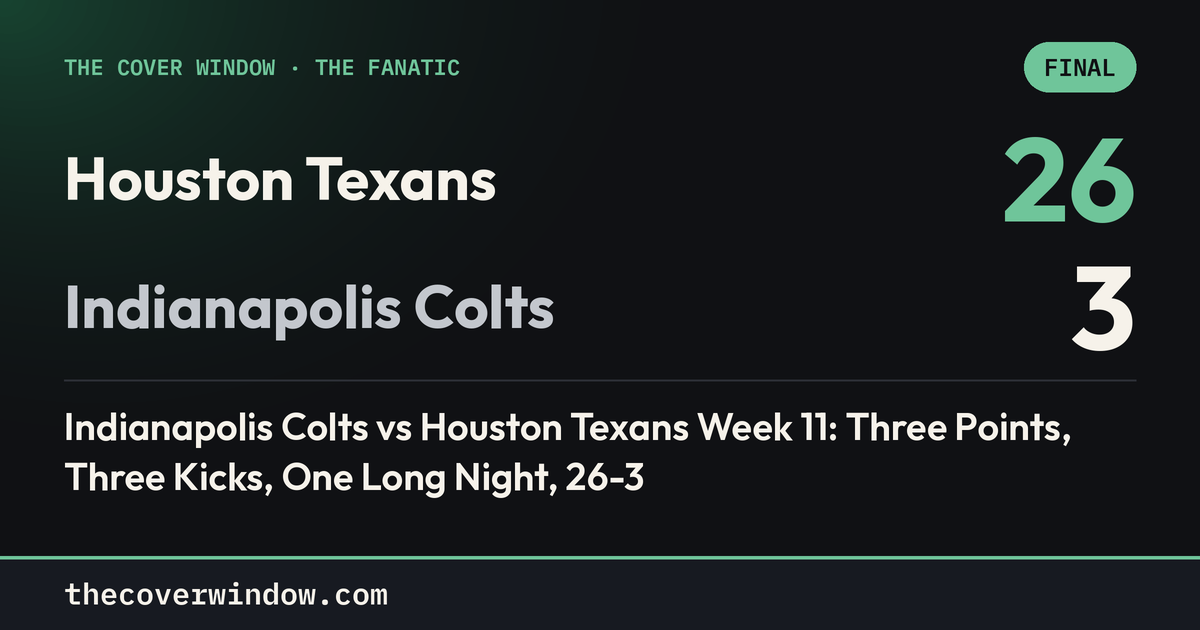 THE COVER WINDOW · THE FANATIC
FINAL
Houston Texans
26
Indianapolis Colts
3
Indianapolis Colts vs Houston Texans Week 11: Three Points,
Three Kicks, One Long Night, 26-3
thecoverwindow.com